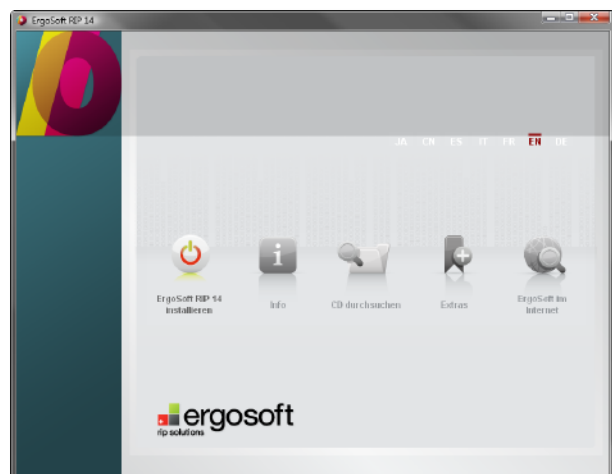 ErgoSoft RIP 14
JA CN ES IT FR EN DE
ErgoSoft RIP 14
installieren
Info
CD durchsuchen
Extras
ErgoSoft im
Internet
ergosoft
rip solutions